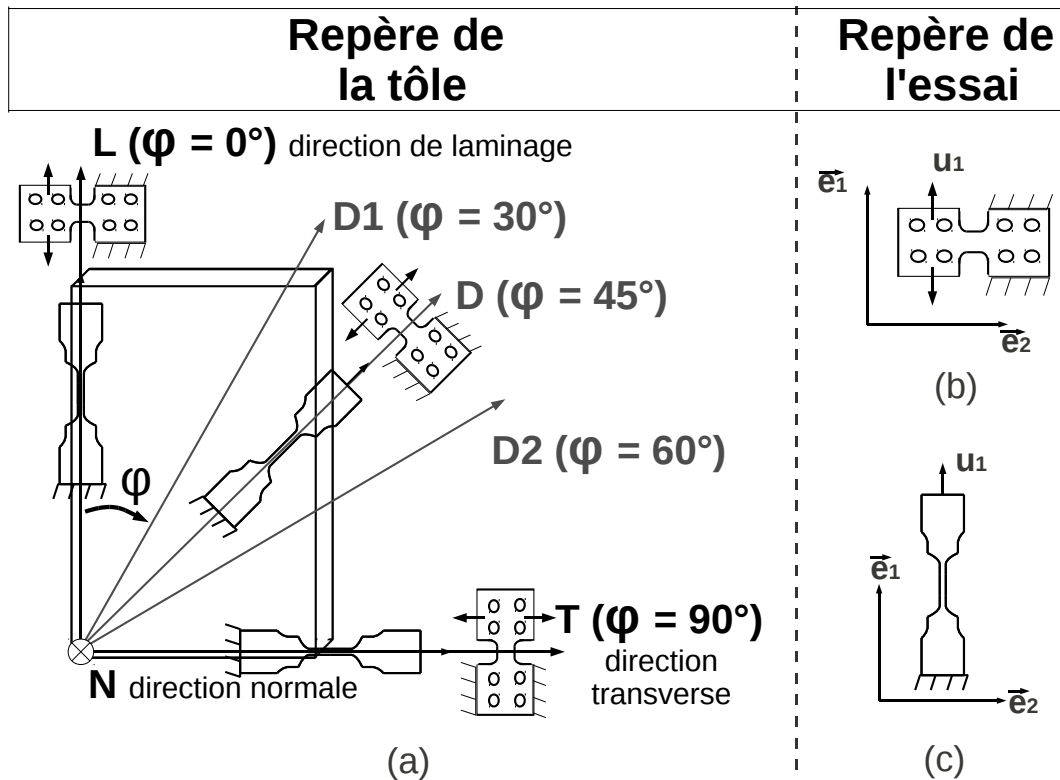 Repère de
la tôle
Repère de
l'essai
L (φ = 0°) direction de laminage
D1 (φ = 30°)
D (φ = 45°)
D2 (φ = 60°)
φ
T (φ = 90°)
direction
transverse
N direction normale
(a)
u1
e1
e2
(b)
u1
e1
e2
(c)